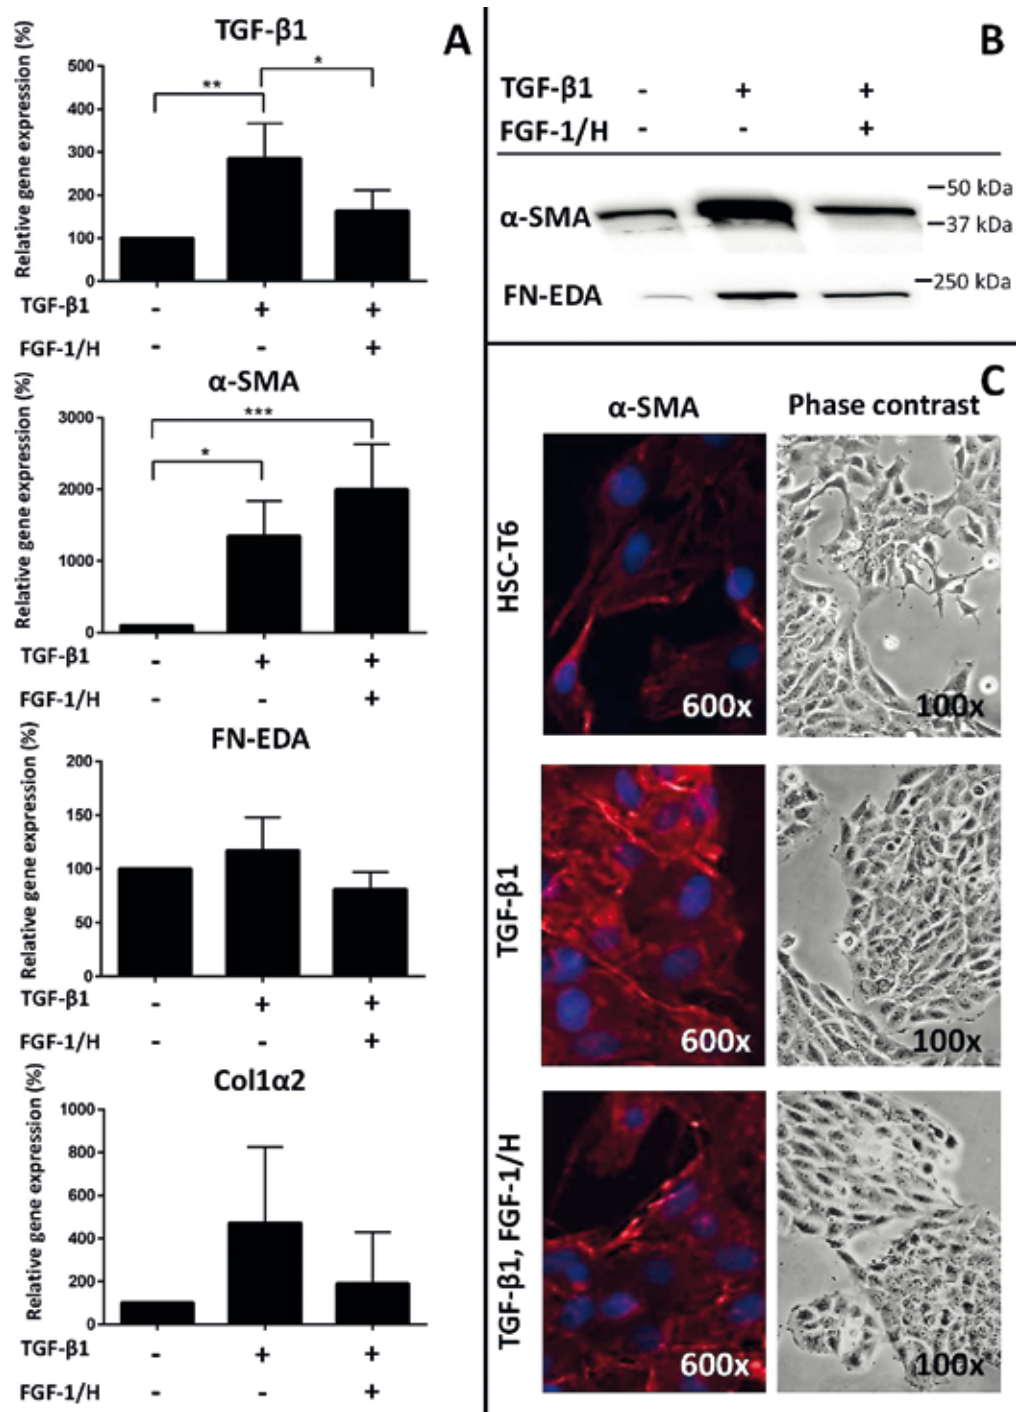 A
TGF-β1
Relative gene expression (%)
500
400
300
200
100
0
**
*
TGF-β1 - + +
FGF-1/H - - +
α-SMA
Relative gene expression (%)
3000
2000
1000
0
***
*
TGF-β1 - + +
FGF-1/H - - +
FN-EDA
Relative gene expression (%)
200
150
100
50
0
TGF-β1 - + +
FGF-1/H - - +
Col1α2
Relative gene expression (%)
1000
800
600
400
200
0
TGF-β1 - + +
FGF-1/H - - +
B
TGF-β1 - + +
FGF-1/H - - +
α-SMA
50 kDa
37 kDa
FN-EDA
250 kDa
C
α-SMA Phase contrast
HSC-T6
600x 100x
TGF-β1
600x 100x
TGF-β1, FGF-1/H
600x 100x